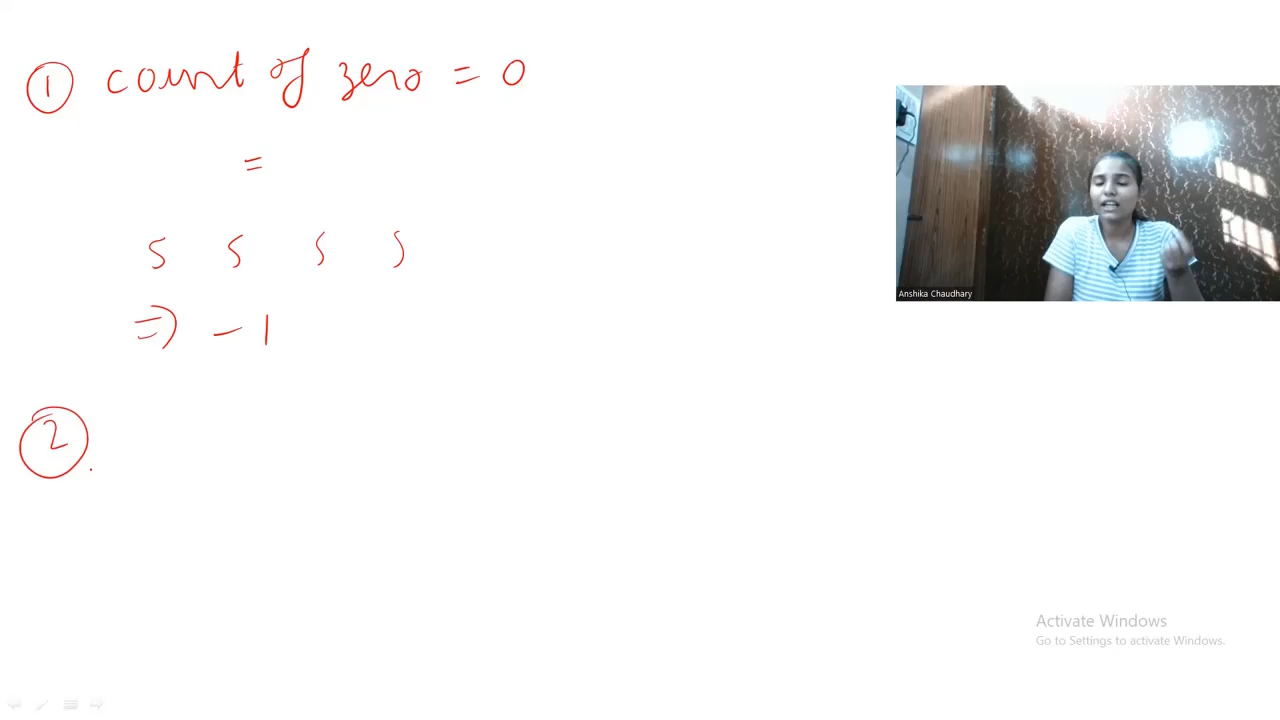 ① count of zero = 0
=
5 5 5 5
⇒ -1
②
Anshika Chaudhary
Activate Windows
Go to Settings to activate Windows.